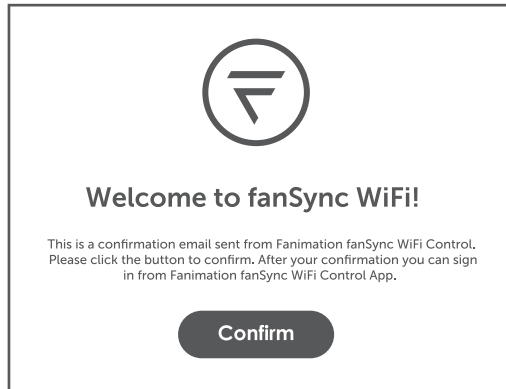 Welcome to fanSync WiFi!
This is a confirmation email sent from Fanimation fanSync WiFi Control.
Please click the button to confirm. After your confirmation you can sign
in from Fanimation fanSync WiFi Control App.
Confirm